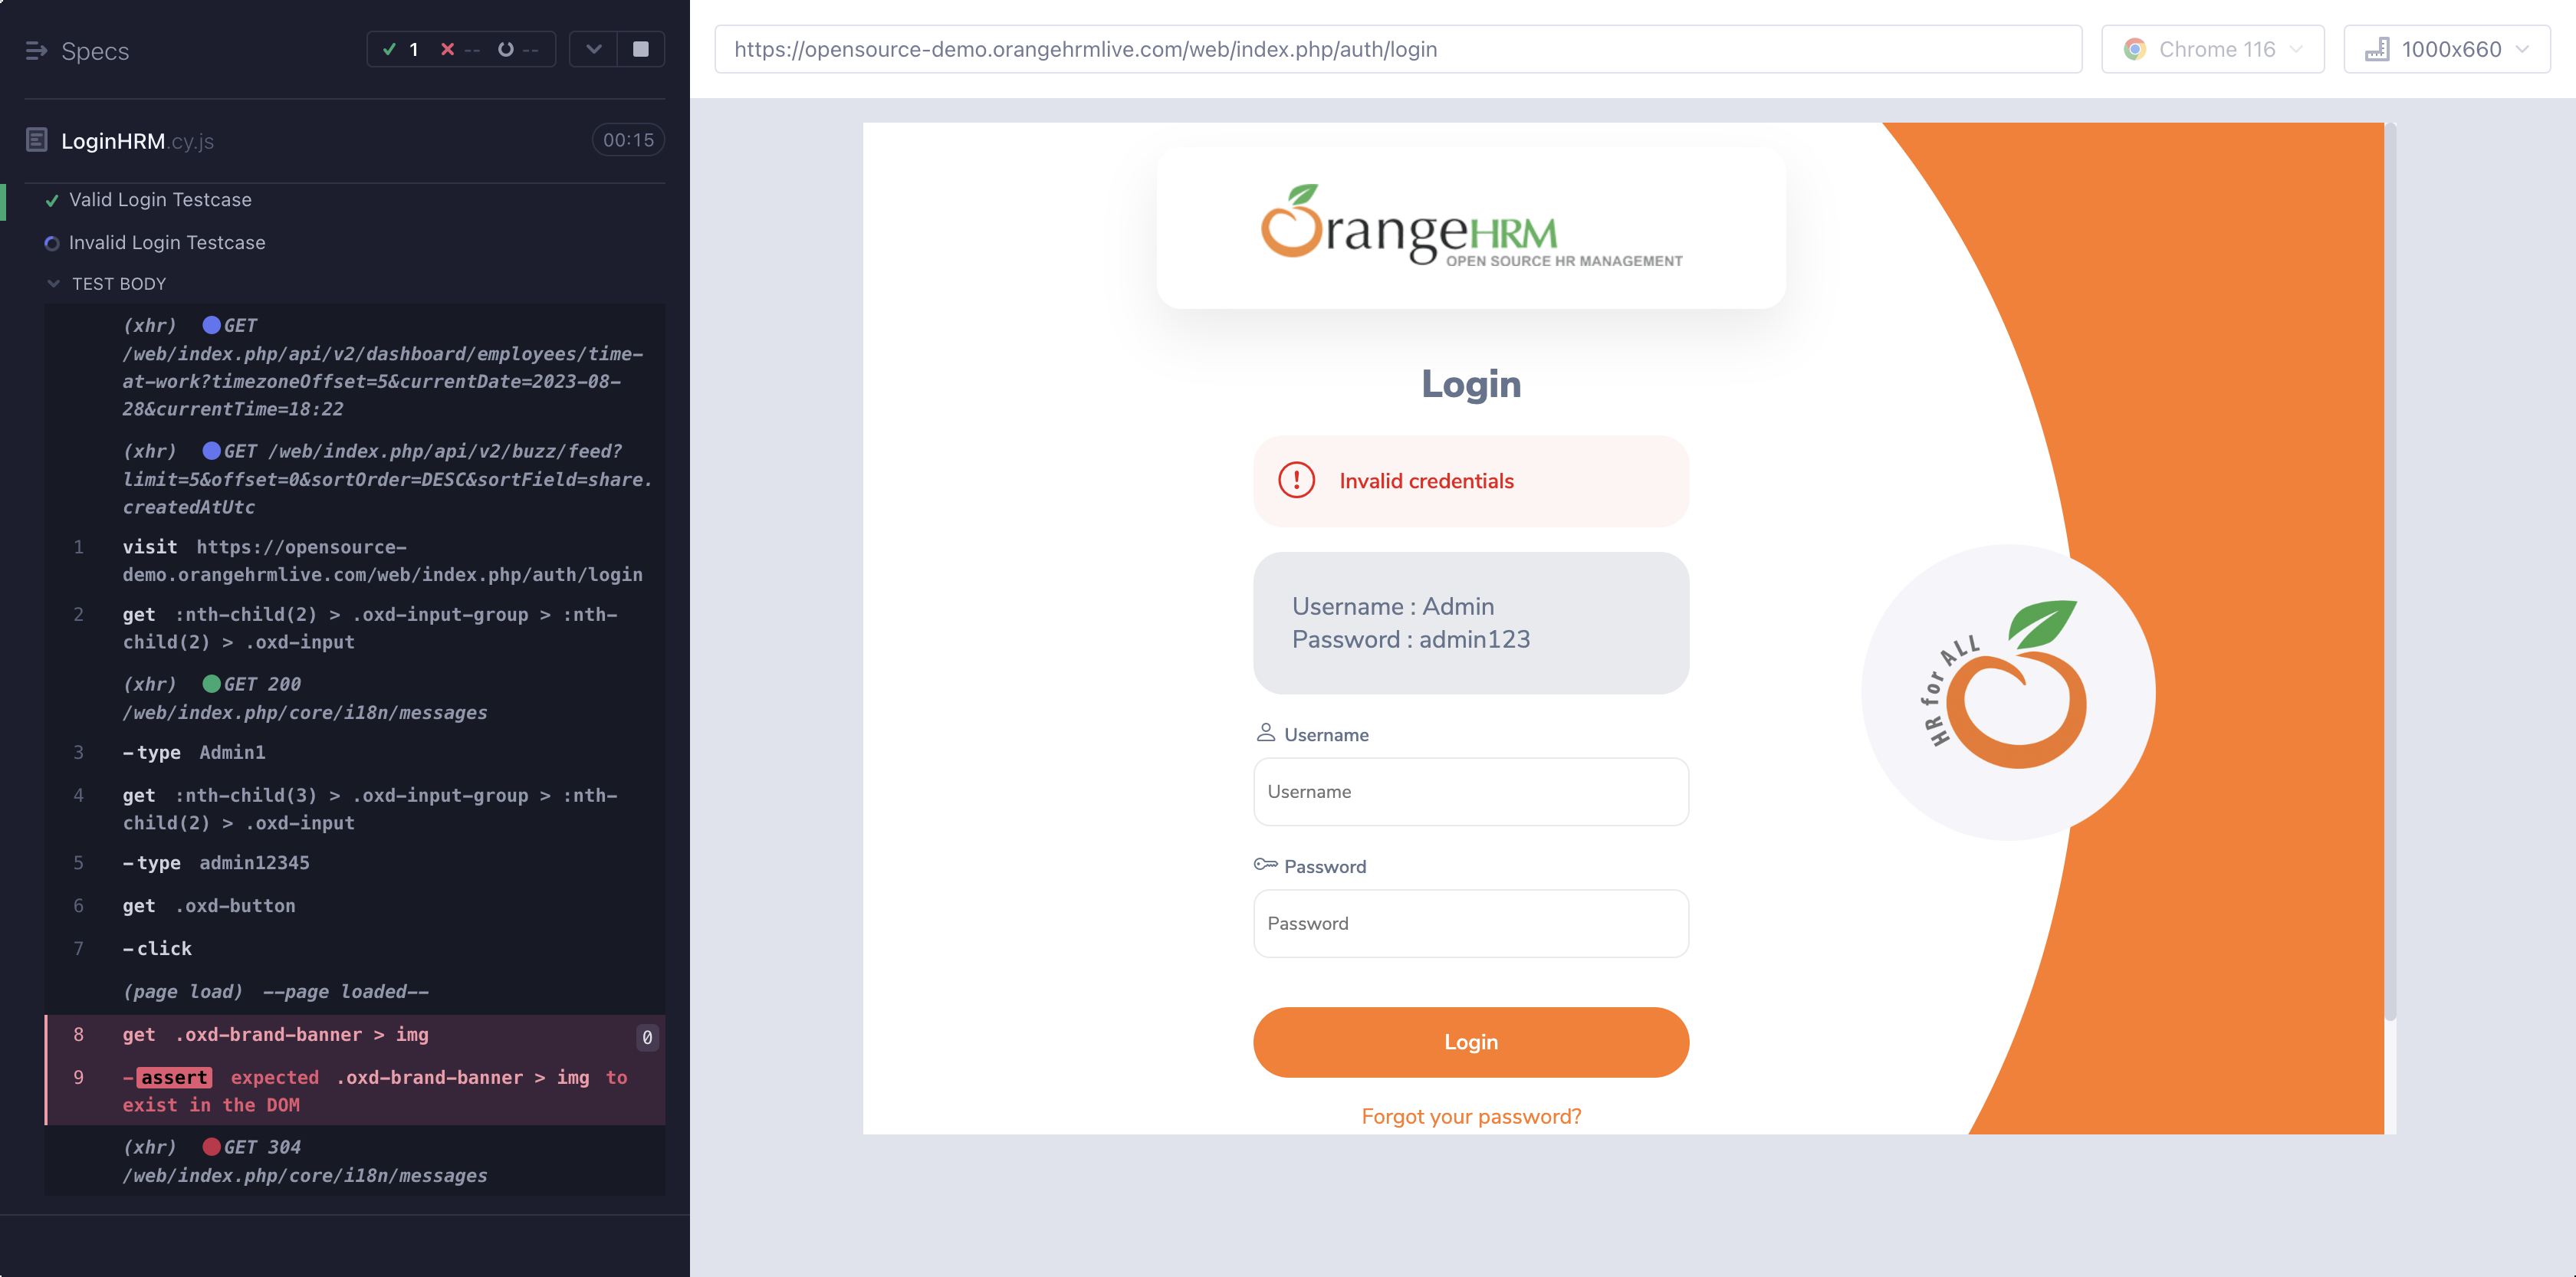 Specs
1 -- --
LoginHRM.cy.js
00:15
Valid Login Testcase
Invalid Login Testcase
TEST BODY
(xhr) GET
/web/index.php/api/v2/dashboard/employees/time-
at-work?timezoneOffset=5&currentDate=2023-08-
28&currentTime=18:22
(xhr) GET /web/index.php/api/v2/buzz/feed?
limit=5&offset=0&sortOrder=DESC&sortField=share.
createdAtUtc
1 visit https://opensource-
demo.orangehrmlive.com/web/index.php/auth/login
2 get :nth-child(2) > .oxd-input-group > :nth-
child(2) > .oxd-input
(xhr) GET 200
/web/index.php/core/i18n/messages
3 -type Admin1
4 get :nth-child(3) > .oxd-input-group > :nth-
child(2) > .oxd-input
5 -type admin12345
6 get .oxd-button
7 -click
(page load) --page loaded--
8 get .oxd-brand-banner > img 0
9 -assert expected .oxd-brand-banner > img to
exist in the DOM
(xhr) GET 304
/web/index.php/core/i18n/messages
https://opensource-demo.orangehrmlive.com/web/index.php/auth/login
Chrome 116
1000x660
OrangeHRM
OPEN SOURCE HR MANAGEMENT
Login
Invalid credentials
Username : Admin
Password : admin123
Username
Username
Password
Password
Login
Forgot your password?
HR for ALL